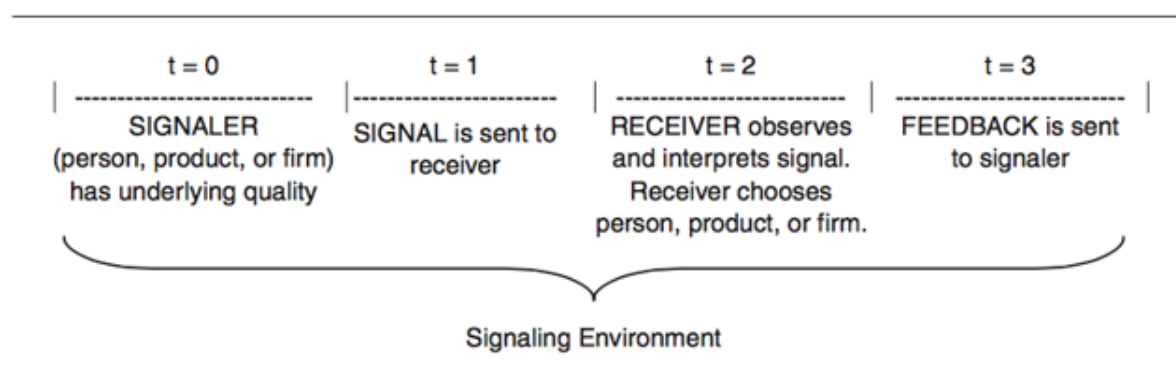 t = 0
t = 1
t = 2
t = 3
SIGNALER
(person, product, or firm)
has underlying quality
SIGNAL is sent to
receiver
RECEIVER observes
and interprets signal.
Receiver chooses
person, product, or firm.
FEEDBACK is sent
to signaler
Signaling Environment